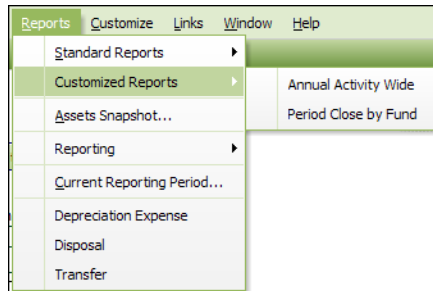 Reports Customize Links Window Help
Standard Reports
Customized Reports
Annual Activity Wide
Period Close by Fund
Assets Snapshot...
Reporting
Current Reporting Period...
Depreciation Expense
Disposal
Transfer